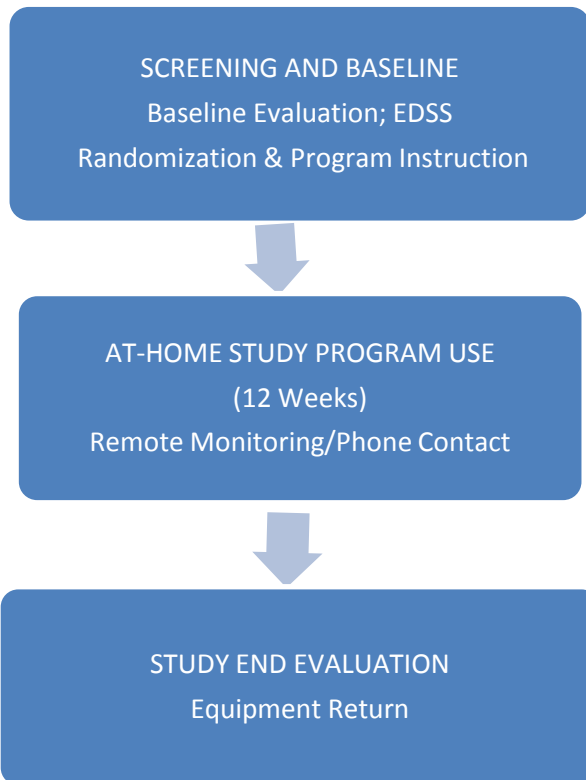 SCREENING AND BASELINE
Baseline Evaluation; EDSS
Randomization & Program Instruction
AT-HOME STUDY PROGRAM USE
(12 Weeks)
Remote Monitoring/Phone Contact
STUDY END EVALUATION
Equipment Return